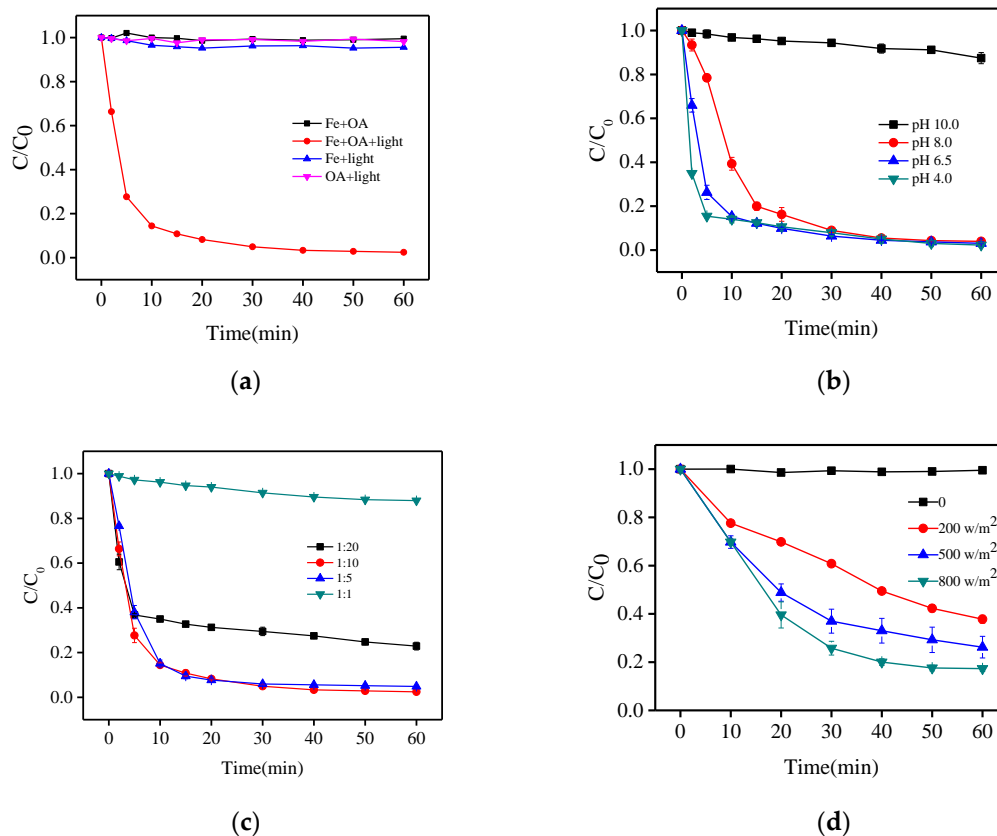 1.0
0.8
0.6
0.4
0.2
0.0
C/C0
Fe+OA
Fe+OA+light
Fe+light
OA+light
0 10 20 30 40 50 60
Time(min)
(a)
1.0
0.8
0.6
0.4
0.2
0.0
C/C0
pH 10.0
pH 8.0
pH 6.5
pH 4.0
0 10 20 30 40 50 60
Time(min)
(b)
1.0
0.8
0.6
0.4
0.2
0.0
C/C0
1:20
1:10
1:5
1:1
0 10 20 30 40 50 60
Time(min)
(c)
1.0
0.8
0.6
0.4
0.2
0.0
C/C0
0
200 w/m²
500 w/m²
800 w/m²
0 10 20 30 40 50 60
Time(min)
(d)